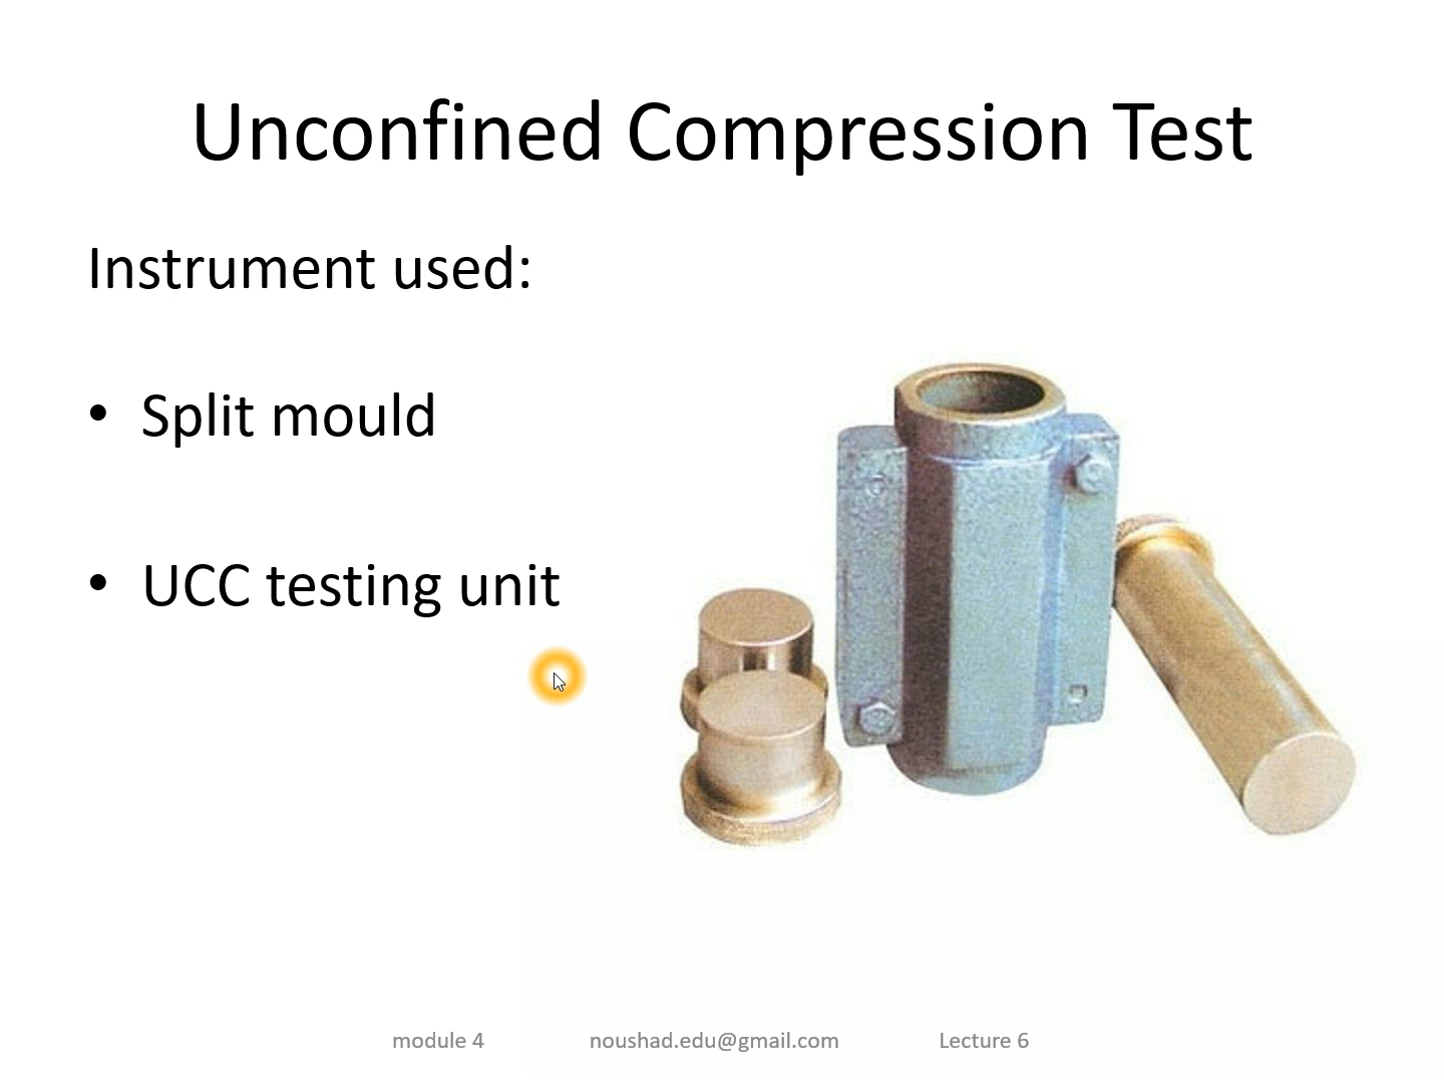 Unconfined Compression Test
Instrument used:
• Split mould
• UCC testing unit
module 4 noushad.edu@gmail.com Lecture 6